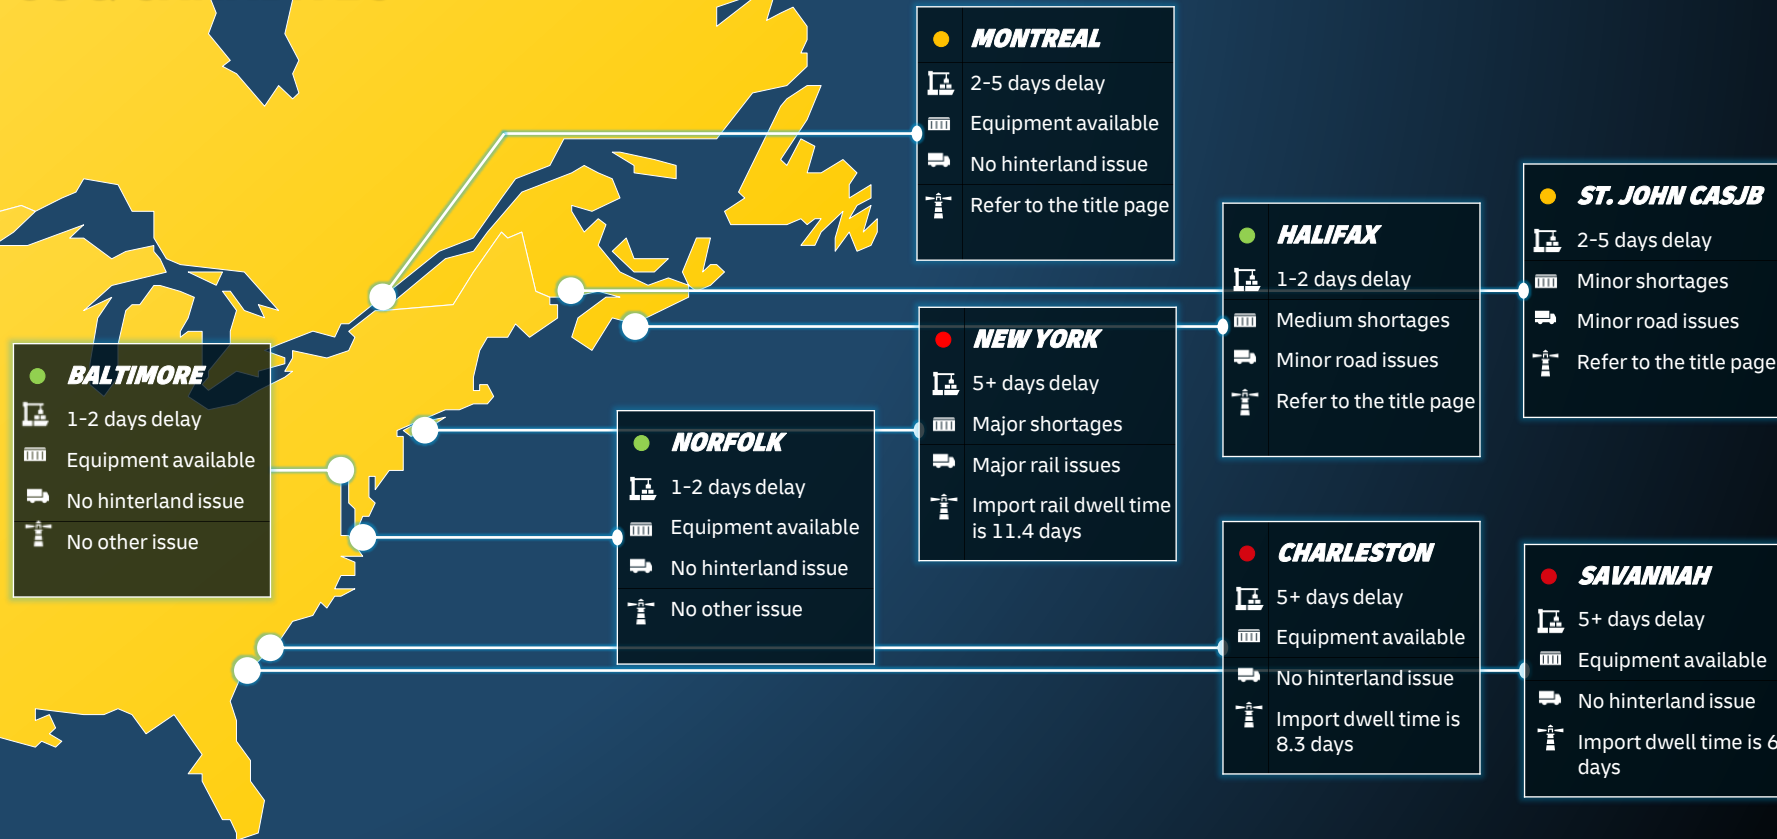 MONTREAL
2-5 days delay
Equipment available
No hinterland issue
Refer to the title page
ST. JOHN CASJB
2-5 days delay
Minor shortages
Minor road issues
Refer to the title page
HALIFAX
1-2 days delay
Medium shortages
Minor road issues
Refer to the title page
NEW YORK
5+ days delay
Major shortages
Major rail issues
Import rail dwell time
is 11.4 days
BALTIMORE
1-2 days delay
Equipment available
No hinterland issue
No other issue
NORFOLK
1-2 days delay
Equipment available
No hinterland issue
No other issue
CHARLESTON
5+ days delay
Equipment available
No hinterland issue
Import dwell time is
8.3 days
SAVANNAH
5+ days delay
Equipment available
No hinterland issue
Import dwell time is
days